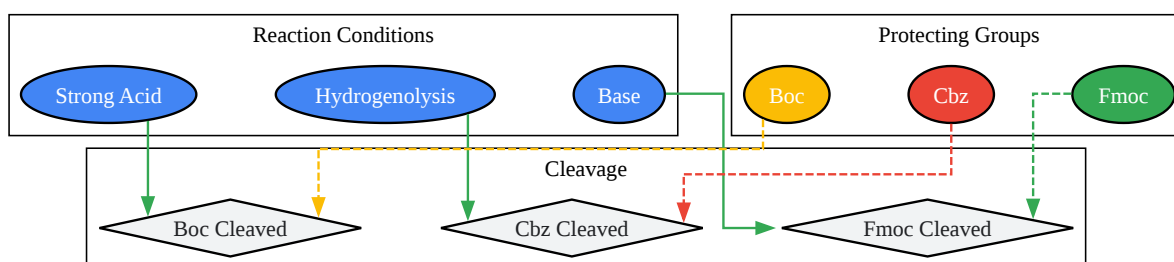 Reaction Conditions
Protecting Groups
Strong Acid
Hydrogenolysis
Base
Boc
Cbz
Fmoc
Cleavage
Boc Cleaved
Cbz Cleaved
Fmoc Cleaved